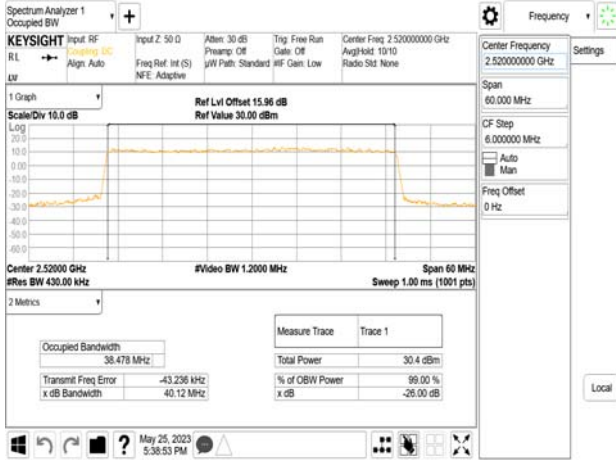 Spectrum Analyzer 1
Occupied BW
Frequency
KEYSIGHT
RL
Input: RF
Coupling: DC
Align: Auto
Input Z: 50 Ω
Freq Ref: Int (S)
NFE: Adaptive
Atten: 30 dB
Preamp: Off
µW Path: Standard
Trig: Free Run
Gate: Off
#IF Gain: Low
Center Freq: 2.520000000 GHz
Avg|Hold: 10/10
Radio Std: None
1 Graph
Scale/Div 10.0 dB
Ref Lvl Offset 15.96 dB
Ref Value 30.00 dBm
Log
20.0
10.0
0.00
-10.0
-20.0
-30.0
-40.0
-50.0
-60.0
Center 2.52000 GHz
#Res BW 430.00 kHz
#Video BW 1.2000 MHz
Span 60 MHz
Sweep 1.00 ms (1001 pts)
2 Metrics
Measure Trace
Trace 1
Occupied Bandwidth
38.478 MHz
Total Power
30.4 dBm
Transmit Freq Error
-43.236 kHz
% of OBW Power
99.00 %
x dB Bandwidth
40.12 MHz
x dB
-26.00 dB
May 25, 2023
5:38:53 PM
Center Frequency
2.520000000 GHz
Settings
Span
60.000 MHz
CF Step
6.000000 MHz
Auto
Man
Freq Offset
0 Hz
Local